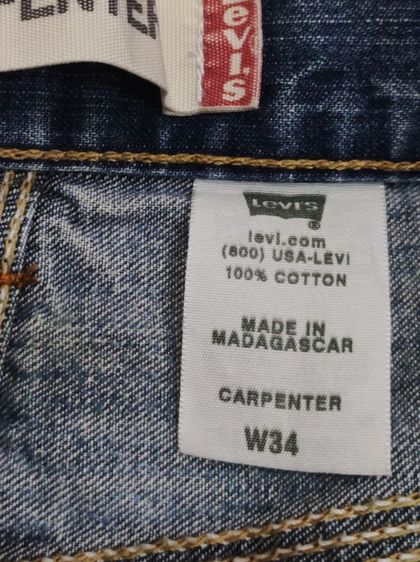 PENTER
Levi's
LEVI'S
®
levi.com
(800) USA-LEVI
100% COTTON
MADE IN
MADAGASCAR
CARPENTER
W34